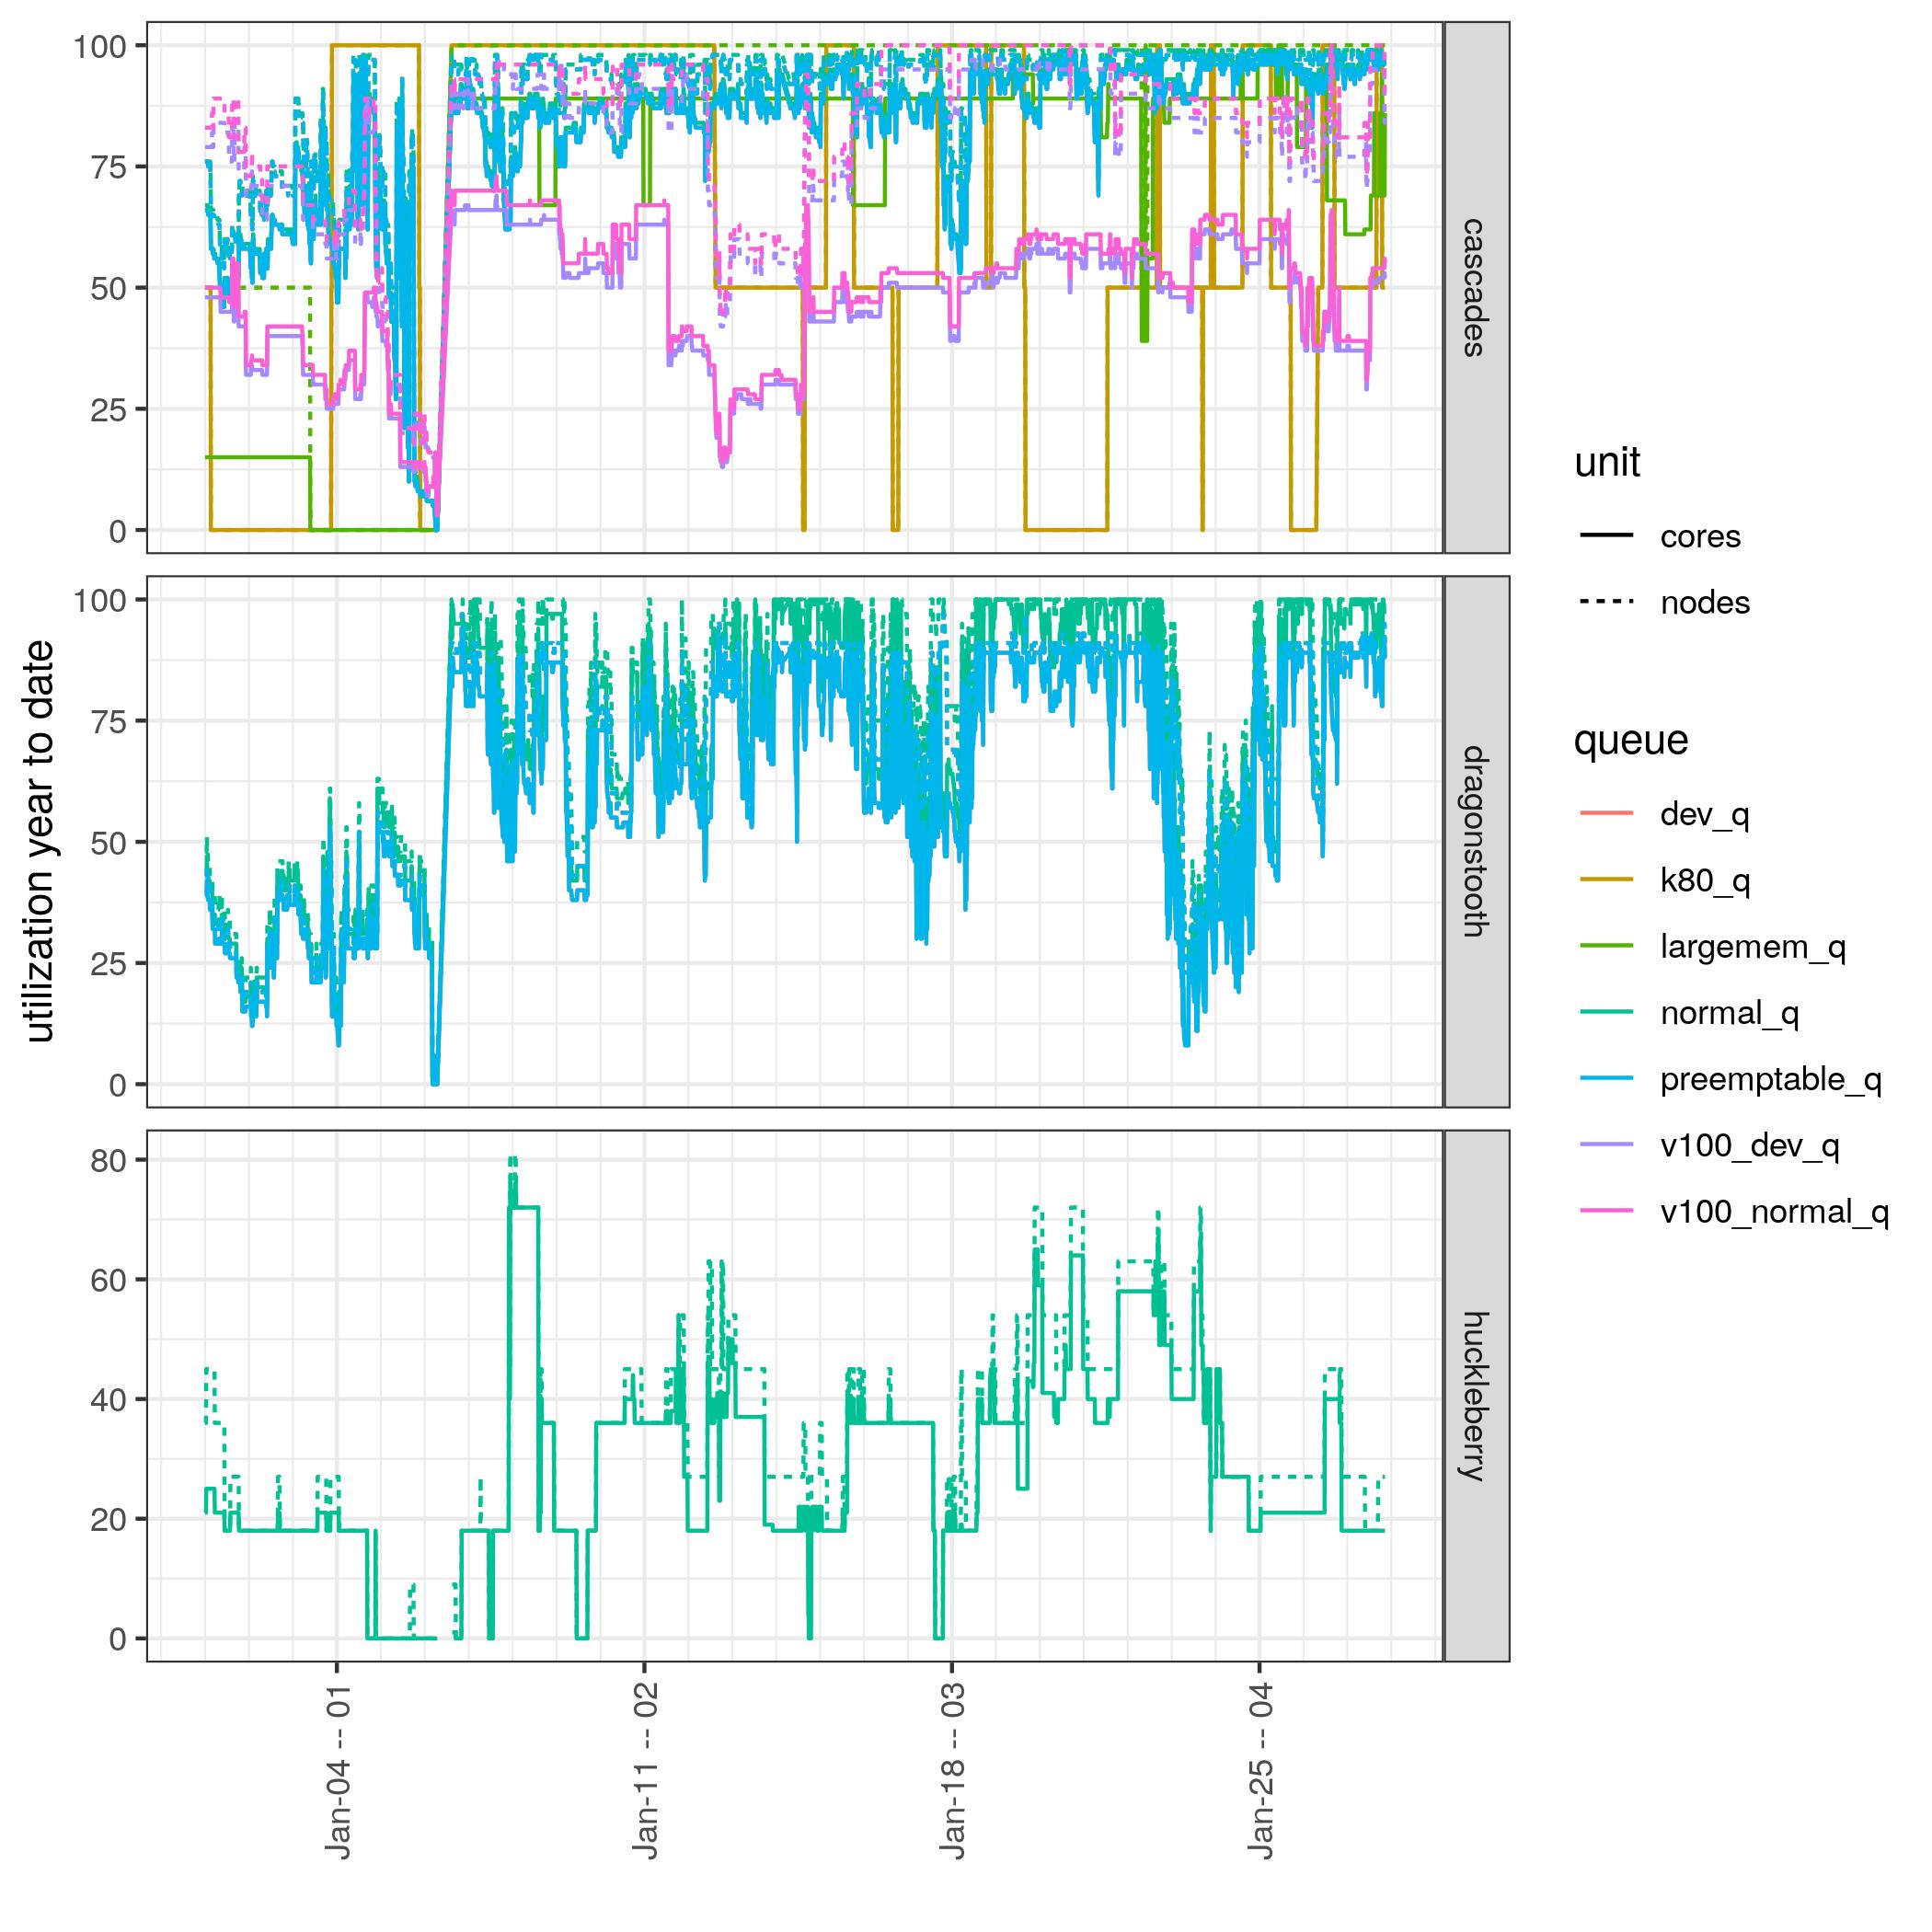 utilization year to date
100
75
50
25
0
cascades
100
75
50
25
0
dragonstooth
80
60
40
20
0
huckleberry
Jan-04 -- 01
Jan-11 -- 02
Jan-18 -- 03
Jan-25 -- 04
unit
cores
nodes
queue
dev_q
k80_q
largemem_q
normal_q
preemptable_q
v100_dev_q
v100_normal_q